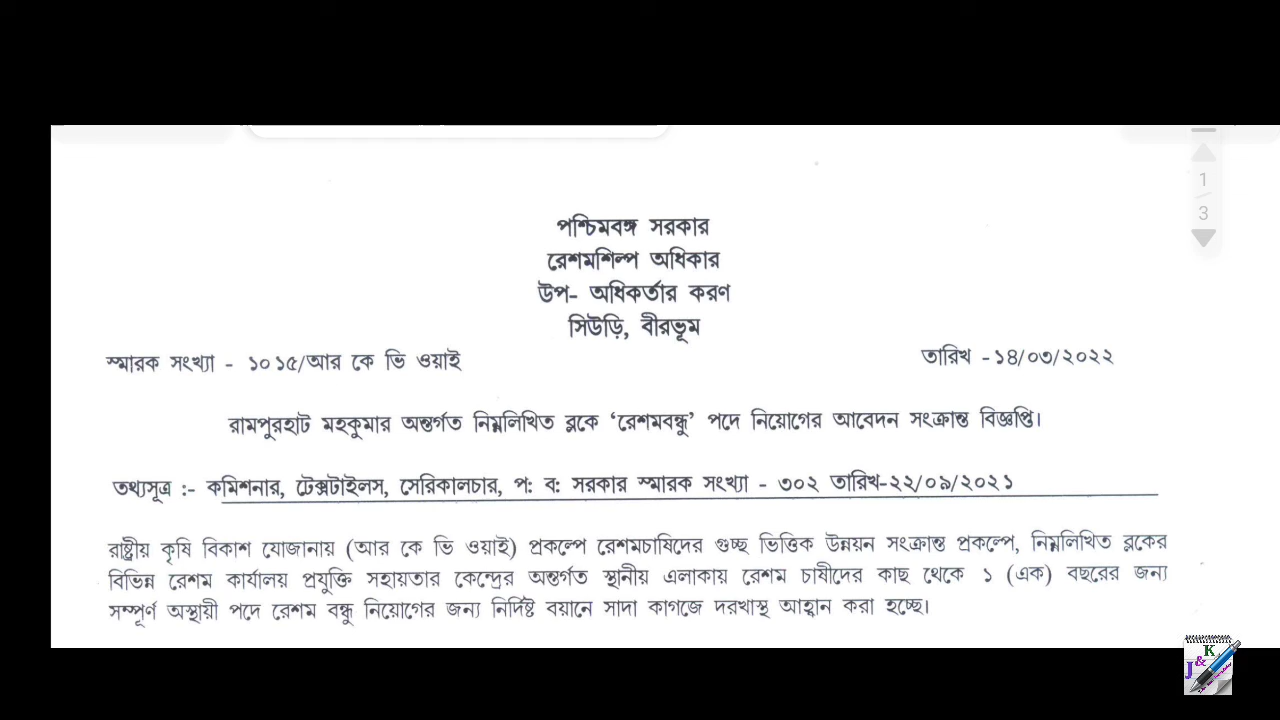 1
3
পশ্চিমবঙ্গ সরকার
রেশমশিল্প অধিকার
উপ- অধিকর্তার করণ
সিউড়ি, বীরভূম
স্মারক সংখ্যা - ১০১৫/আর কে ভি ওয়াই
তারিখ -১৪/০৩/২০২২
রামপুরহাট মহকুমার অন্তর্গত নিম্নলিখিত ব্লকে ‘রেশমবন্ধু’ পদে নিয়োগের আবেদন সংক্রান্ত বিজ্ঞপ্তি।
তথ্যসূত্র :- কমিশনার, টেক্সটাইলস, সেরিকালচার, প: ব: সরকার স্মারক সংখ্যা - ৩০২ তারিখ-২২/০৯/২০২১
রাষ্ট্রীয় কৃষি বিকাশ যোজানায় (আর কে ভি ওয়াই) প্রকল্পে রেশমচাষিদের গুচ্ছ ভিত্তিক উন্নয়ন সংক্রান্ত প্রকল্পে, নিম্নলিখিত ব্লকের
বিভিন্ন রেশম কার্যালয় প্রযুক্তি সহায়তার কেন্দ্রের অন্তর্গত স্থানীয় এলাকায় রেশম চাষীদের কাছ থেকে ১ (এক) বছরের জন্য
সম্পূর্ণ অস্থায়ী পদে রেশম বন্ধু নিয়োগের জন্য নির্দিষ্ট বয়ানে সাদা কাগজে দরখাস্থ আহ্বান করা হচ্ছে।
J&K